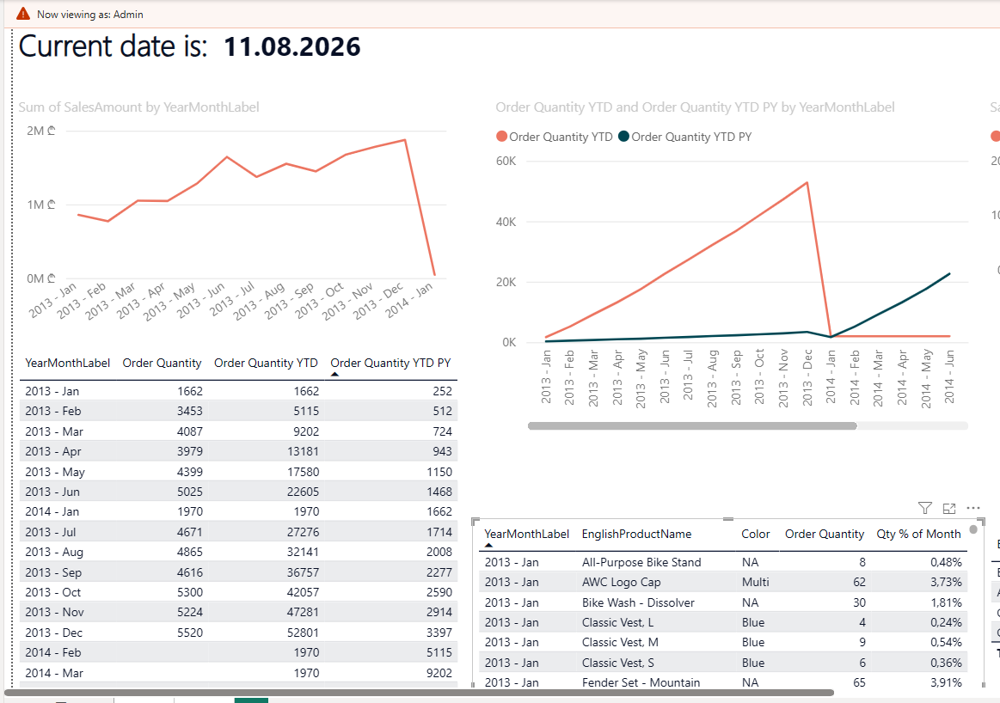 Now viewing as: Admin
Current date is: 11.08.2026
Sum of SalesAmount by YearMonthLabel
2M ₾
1M ₾
0M ₾
2013 - Jan
2013 - Feb
2013 - Mar
2013 - Apr
2013 - May
2013 - Jun
2013 - Jul
2013 - Aug
2013 - Sep
2013 - Oct
2013 - Nov
2013 - Dec
2014 - Jan
Order Quantity YTD and Order Quantity YTD PY by YearMonthLabel
Order Quantity YTD Order Quantity YTD PY
60K
40K
20K
0K
2013 - Jan
2013 - Feb
2013 - Mar
2013 - Apr
2013 - May
2013 - Jun
2013 - Jul
2013 - Aug
2013 - Sep
2013 - Oct
2013 - Nov
2013 - Dec
2014 - Jan
2014 - Feb
2014 - Mar
2014 - Apr
2014 - May
2014 - Jun
YearMonthLabel Order Quantity Order Quantity YTD Order Quantity YTD PY
2013 - Jan 1662 1662 252
2013 - Feb 3453 5115 512
2013 - Mar 4087 9202 724
2013 - Apr 3979 13181 943
2013 - May 4399 17580 1150
2013 - Jun 5025 22605 1468
2014 - Jan 1970 1970 1662
2013 - Jul 4671 27276 1714
2013 - Aug 4865 32141 2008
2013 - Sep 4616 36757 2277
2013 - Oct 5300 42057 2590
2013 - Nov 5224 47281 2914
2013 - Dec 5520 52801 3397
2014 - Feb 1970 5115
2014 - Mar 1970 9202
YearMonthLabel EnglishProductName Color Order Quantity Qty % of Month
2013 - Jan All-Purpose Bike Stand NA 8 0,48%
2013 - Jan AWC Logo Cap Multi 62 3,73%
2013 - Jan Bike Wash - Dissolver NA 30 1,81%
2013 - Jan Classic Vest, L Blue 4 0,24%
2013 - Jan Classic Vest, M Blue 9 0,54%
2013 - Jan Classic Vest, S Blue 6 0,36%
2013 - Jan Fender Set - Mountain NA 65 3,91%